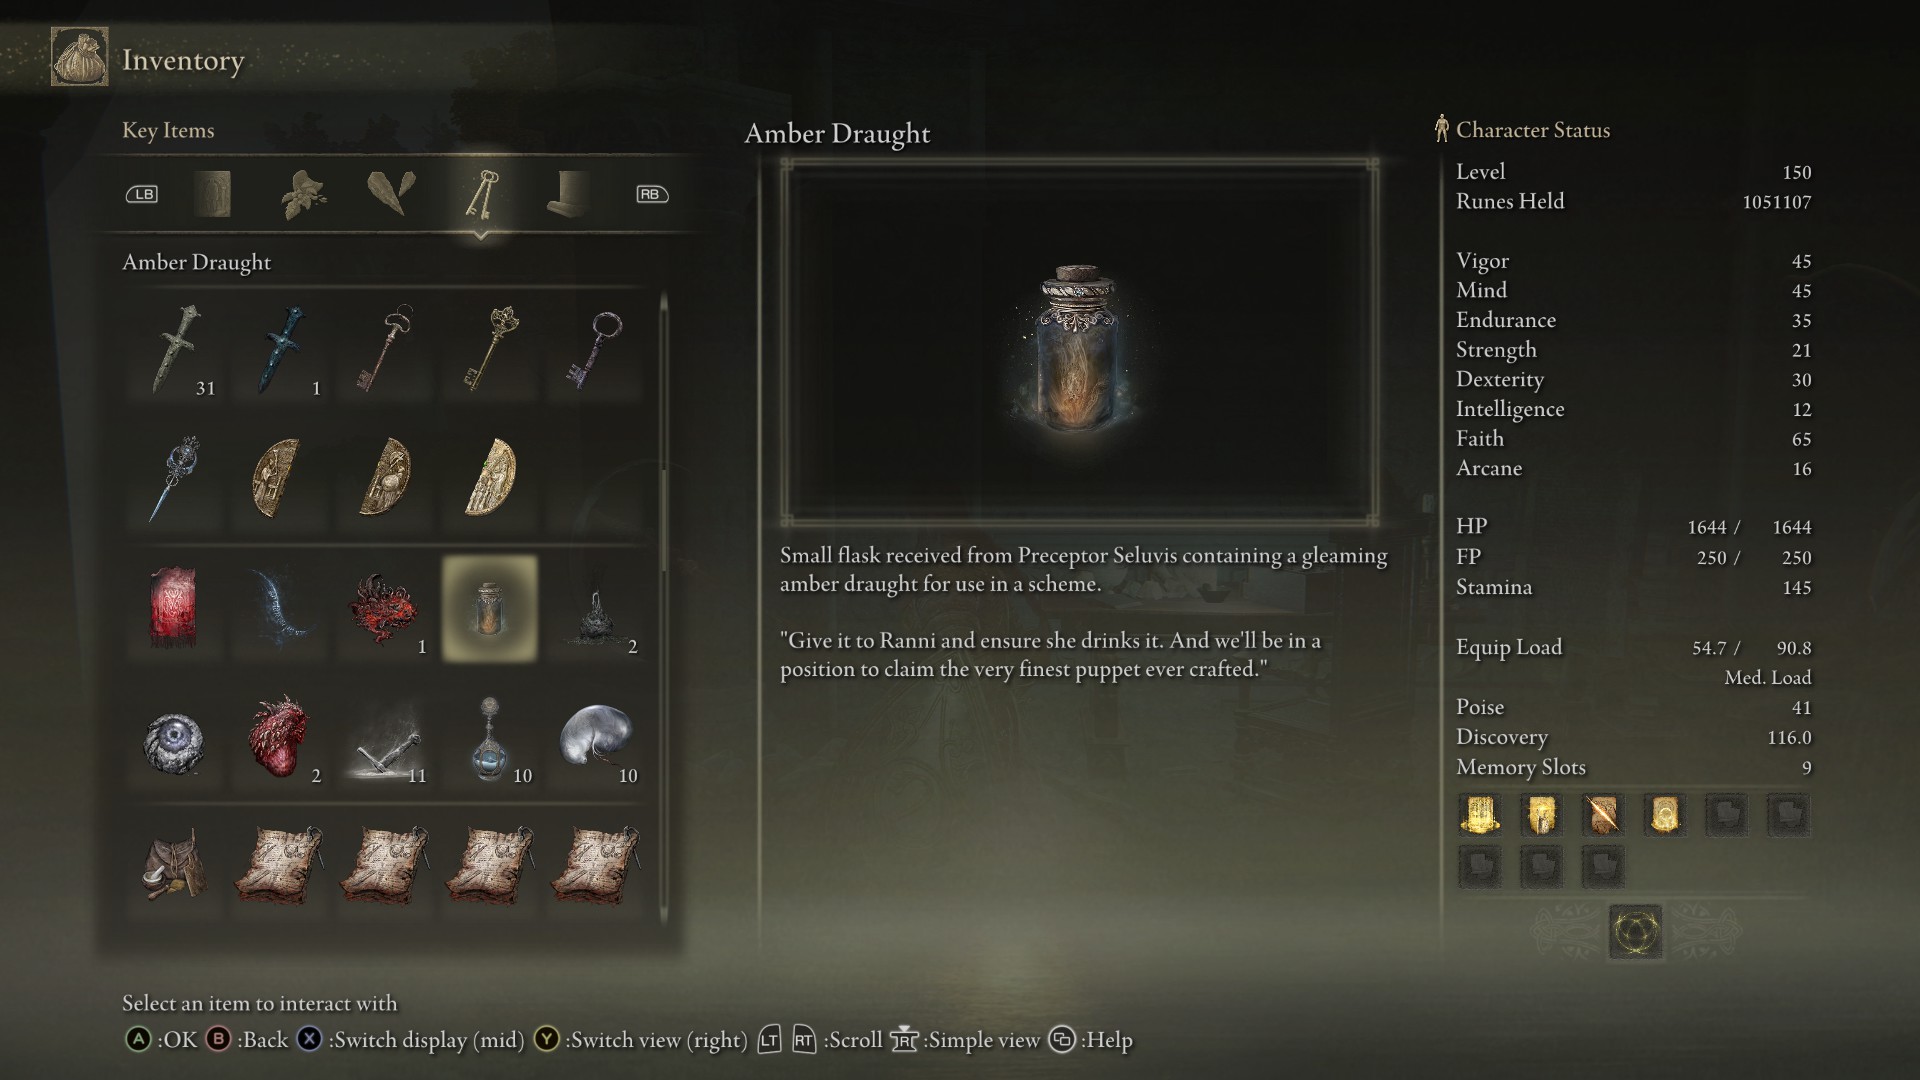 Inventory
Key Items
LB
RB
Amber Draught
31
1
1
2
2
11
10
10
Amber Draught
Small flask received from Preceptor Seluvis containing a gleaming
amber draught for use in a scheme.
"Give it to Ranni and ensure she drinks it. And we'll be in a
position to claim the very finest puppet ever crafted."
Character Status
Level 150
Runes Held 1051107
Vigor 45
Mind 45
Endurance 35
Strength 21
Dexterity 30
Intelligence 12
Faith 65
Arcane 16
HP 1644 / 1644
FP 250 / 250
Stamina 145
Equip Load 54.7 / 90.8
Med. Load
Poise 41
Discovery 116.0
Memory Slots 9
Select an item to interact with
A :OK B :Back X :Switch display (mid) Y :Switch view (right) LT RT :Scroll R :Simple view :Help